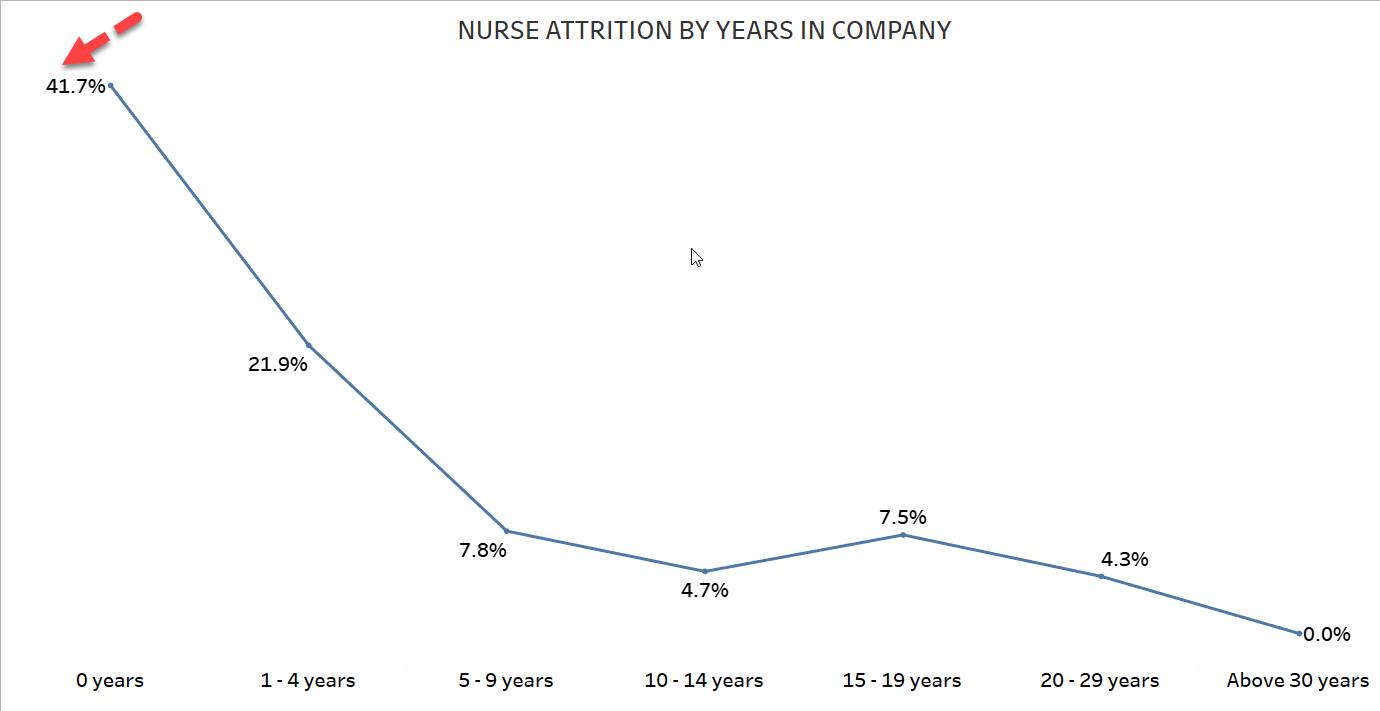 NURSE ATTRITION BY YEARS IN COMPANY
41.7%
21.9%
7.8%
4.7%
7.5%
4.3%
0.0%
0 years
1 - 4 years
5 - 9 years
10 - 14 years
15 - 19 years
20 - 29 years
Above 30 years